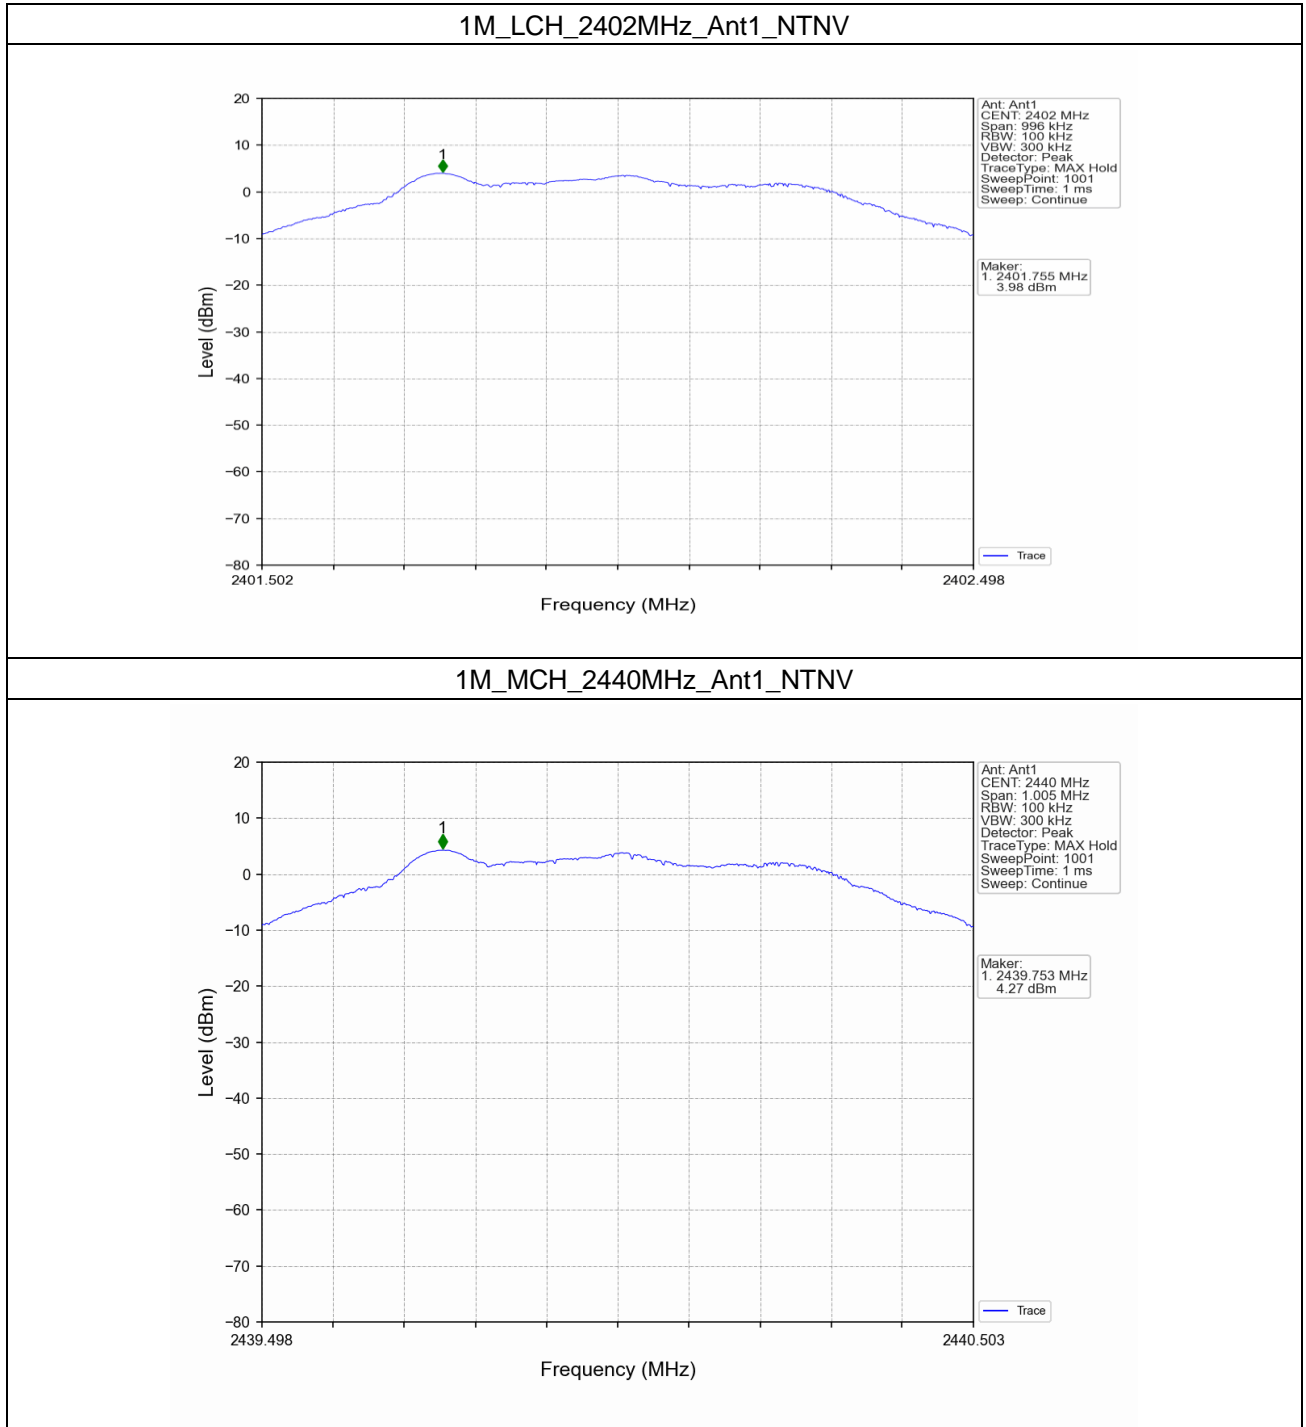 1M_LCH_2402MHz_Ant1_NTNV
20
10
0
−10
−20
−30
−40
−50
−60
−70
−80
Level (dBm)
1
2401.502
2402.498
Frequency (MHz)
Ant: Ant1
CENT: 2402 MHz
Span: 996 kHz
RBW: 100 kHz
VBW: 300 kHz
Detector: Peak
TraceType: MAX Hold
SweepPoint: 1001
SweepTime: 1 ms
Sweep: Continue
Maker:
1. 2401.755 MHz
3.98 dBm
Trace
1M_MCH_2440MHz_Ant1_NTNV
20
10
0
−10
−20
−30
−40
−50
−60
−70
−80
Level (dBm)
1
2439.498
2440.503
Frequency (MHz)
Ant: Ant1
CENT: 2440 MHz
Span: 1.005 MHz
RBW: 100 kHz
VBW: 300 kHz
Detector: Peak
TraceType: MAX Hold
SweepPoint: 1001
SweepTime: 1 ms
Sweep: Continue
Maker:
1. 2439.753 MHz
4.27 dBm
Trace